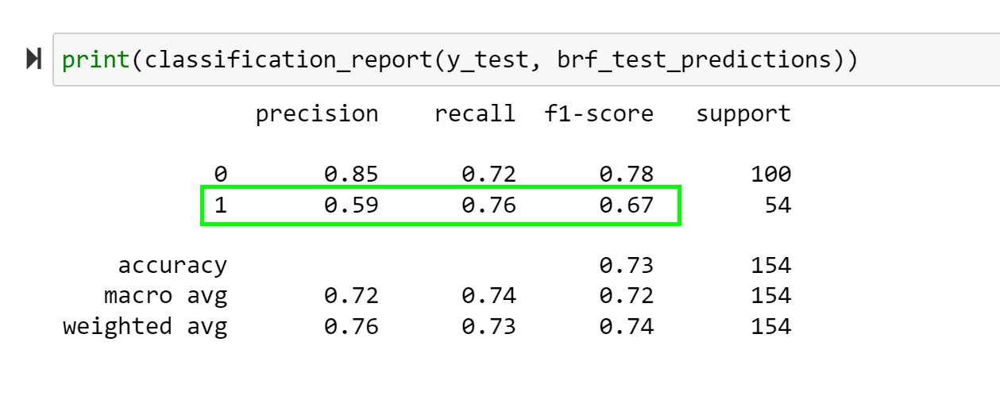 print(classification_report(y_test, brf_test_predictions))
precision recall f1-score support
0 0.85 0.72 0.78 100
1 0.59 0.76 0.67 54
accuracy 0.73 154
macro avg 0.72 0.74 0.72 154
weighted avg 0.76 0.73 0.74 154